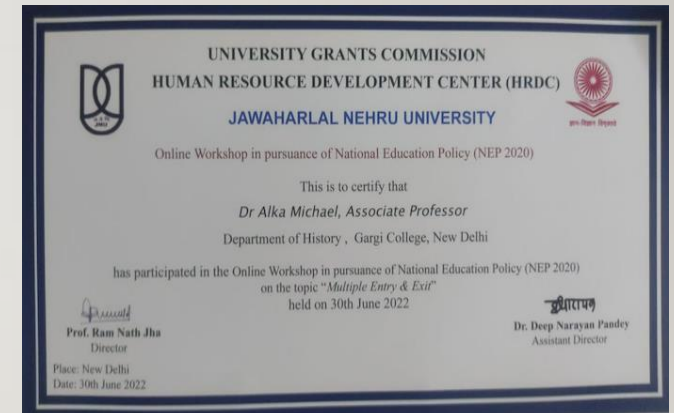 UNIVERSITY GRANTS COMMISSION
HUMAN RESOURCE DEVELOPMENT CENTER (HRDC)
JAWAHARLAL NEHRU UNIVERSITY
Online Workshop in pursuance of National Education Policy (NEP 2020)
This is to certify that
Dr Alka Michael, Associate Professor
Department of History , Gargi College, New Delhi
has participated in the Online Workshop in pursuance of National Education Policy (NEP 2020)
on the topic "Multiple Entry & Exit"
held on 30th June 2022
Prof. Ram Nath Jha
Director
Place: New Delhi
Date: 30th June 2022
Dr. Deep Narayan Pandey
Assistant Director